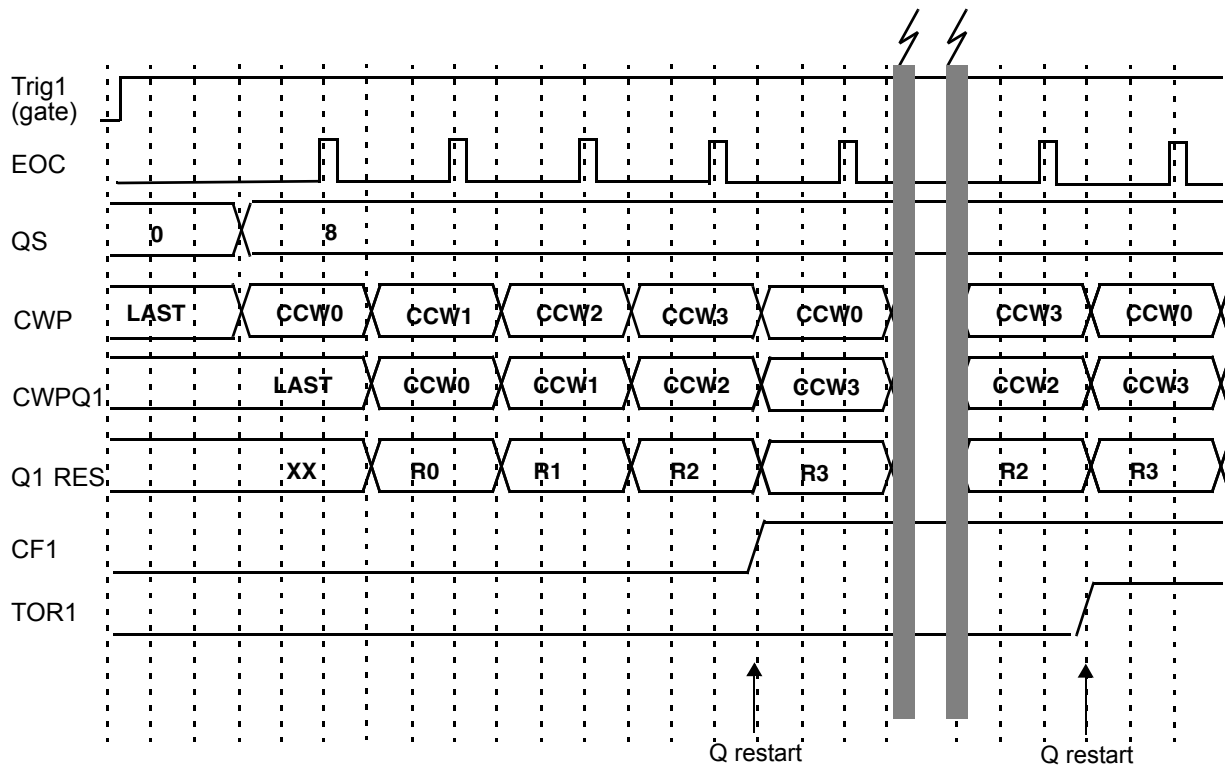 Trig1
(gate)
EOC
QS 0 8
CWP LAST CCW0 CCW1 CCW2 CCW3 CCW0 CCW3 CCW0
CWPQ1 LAST CCW0 CCW1 CCW2 CCW3 CCW2 CCW3
Q1 RES XX R0 R1 R2 R3 R2 R3
CF1
TOR1
Q restart Q restart